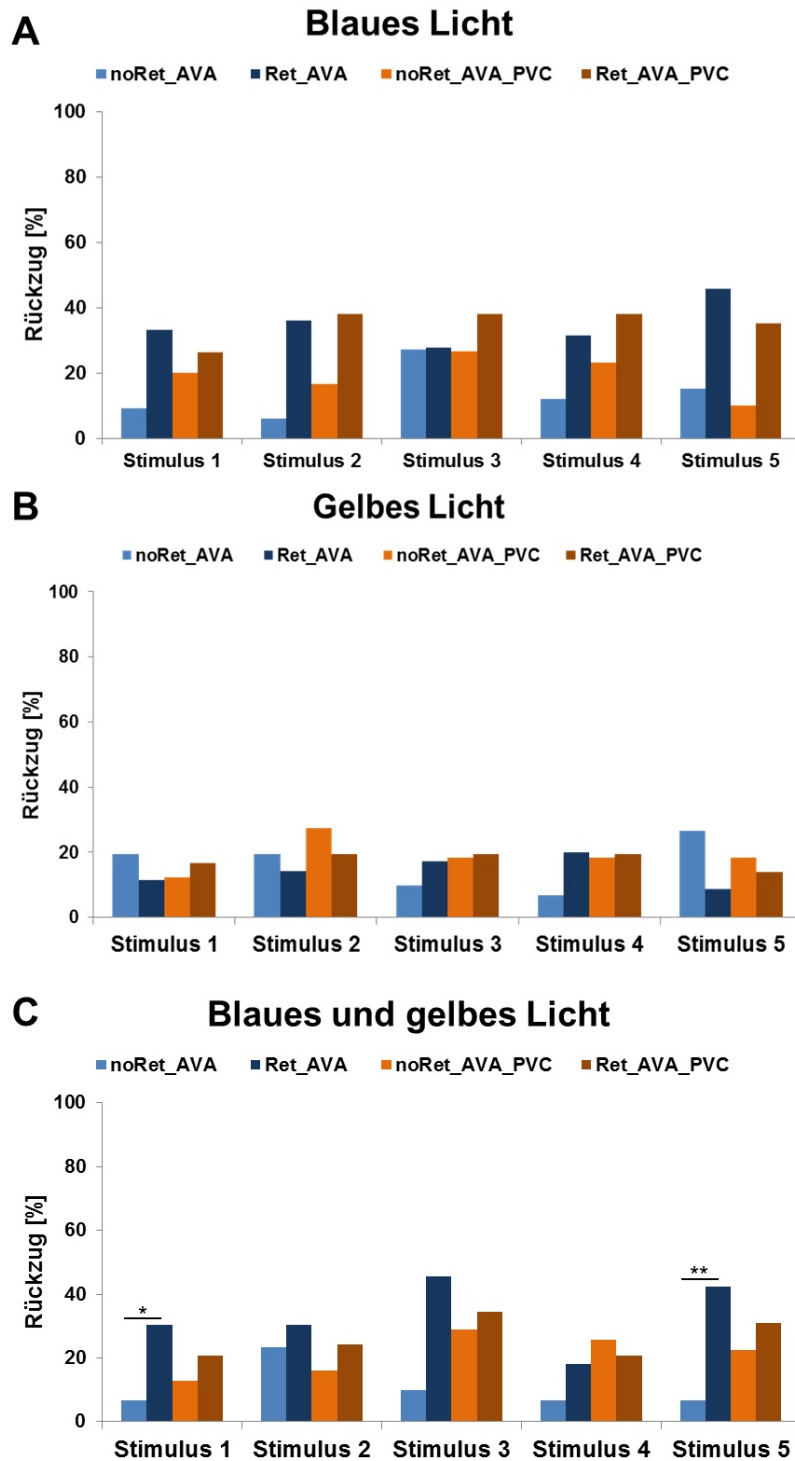 A
Blaues Licht
noRet_AVA Ret_AVA noRet_AVA_PVC Ret_AVA_PVC
Rückzug [%]
100
80
60
40
20
0
Stimulus 1 Stimulus 2 Stimulus 3 Stimulus 4 Stimulus 5
B
Gelbes Licht
noRet_AVA Ret_AVA noRet_AVA_PVC Ret_AVA_PVC
Rückzug [%]
100
80
60
40
20
0
Stimulus 1 Stimulus 2 Stimulus 3 Stimulus 4 Stimulus 5
C
Blaues und gelbes Licht
noRet_AVA Ret_AVA noRet_AVA_PVC Ret_AVA_PVC
Rückzug [%]
100
80
60
40
20
0
*
**
Stimulus 1 Stimulus 2 Stimulus 3 Stimulus 4 Stimulus 5